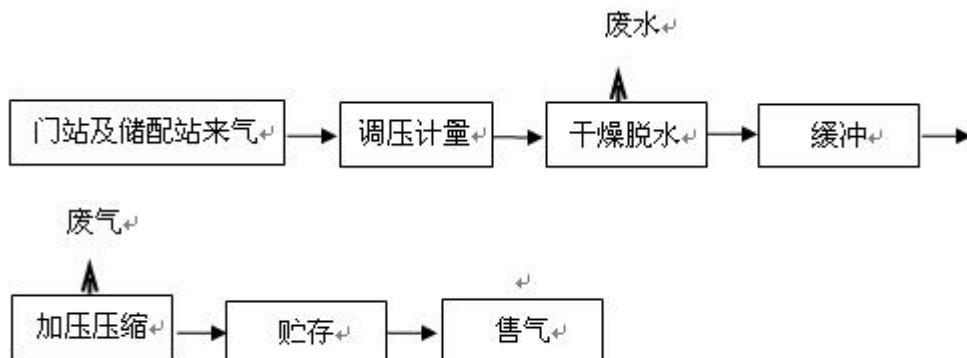 废水
门站及储配站来气
调压计量
干燥脱水
缓冲
废气
加压压缩
贮存
售气